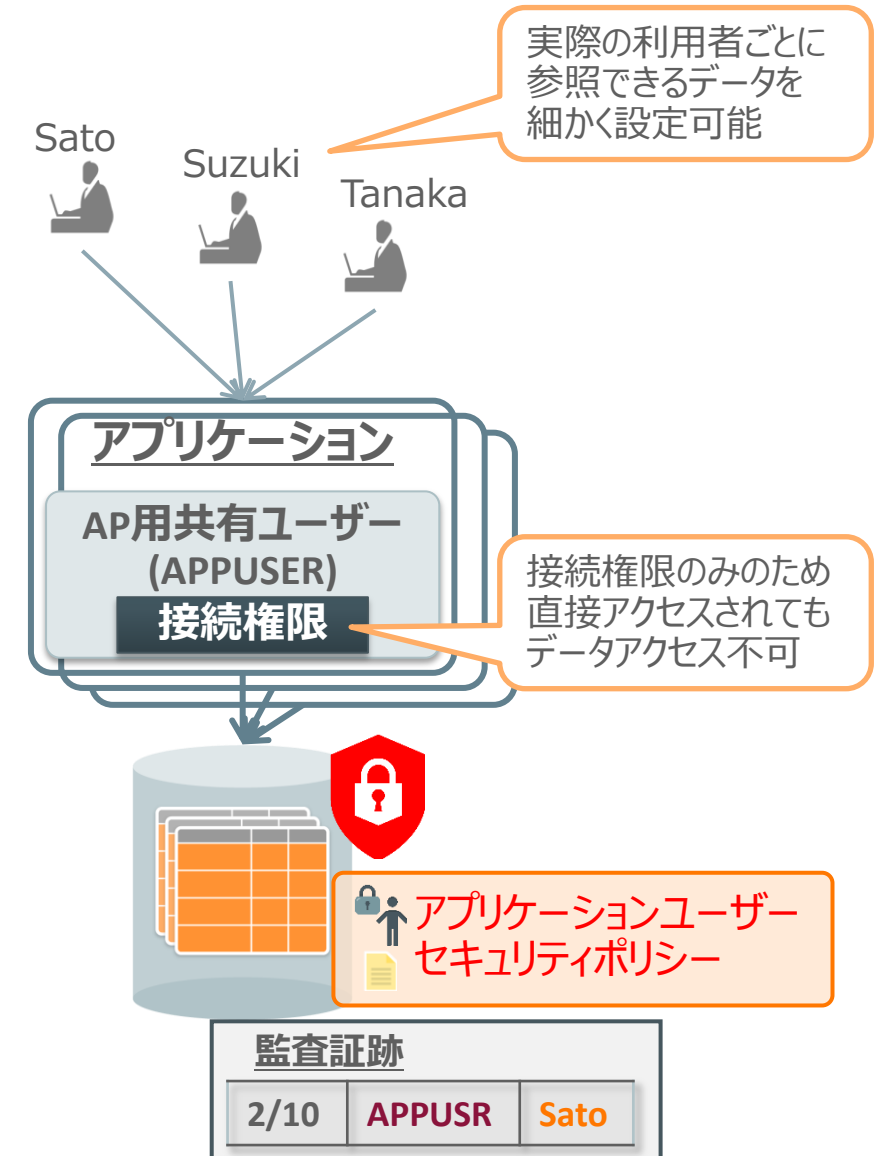 実際の利用者ごとに
参照できるデータを
細かく設定可能
Sato
Suzuki
Tanaka
アプリケーション
AP用共有ユーザー
(APPUSER)
接続権限
接続権限のみのため
直接アクセスされても
データアクセス不可
アプリケーションユーザー
セキュリティポリシー
監査証跡
2/10 APPUSR Sato